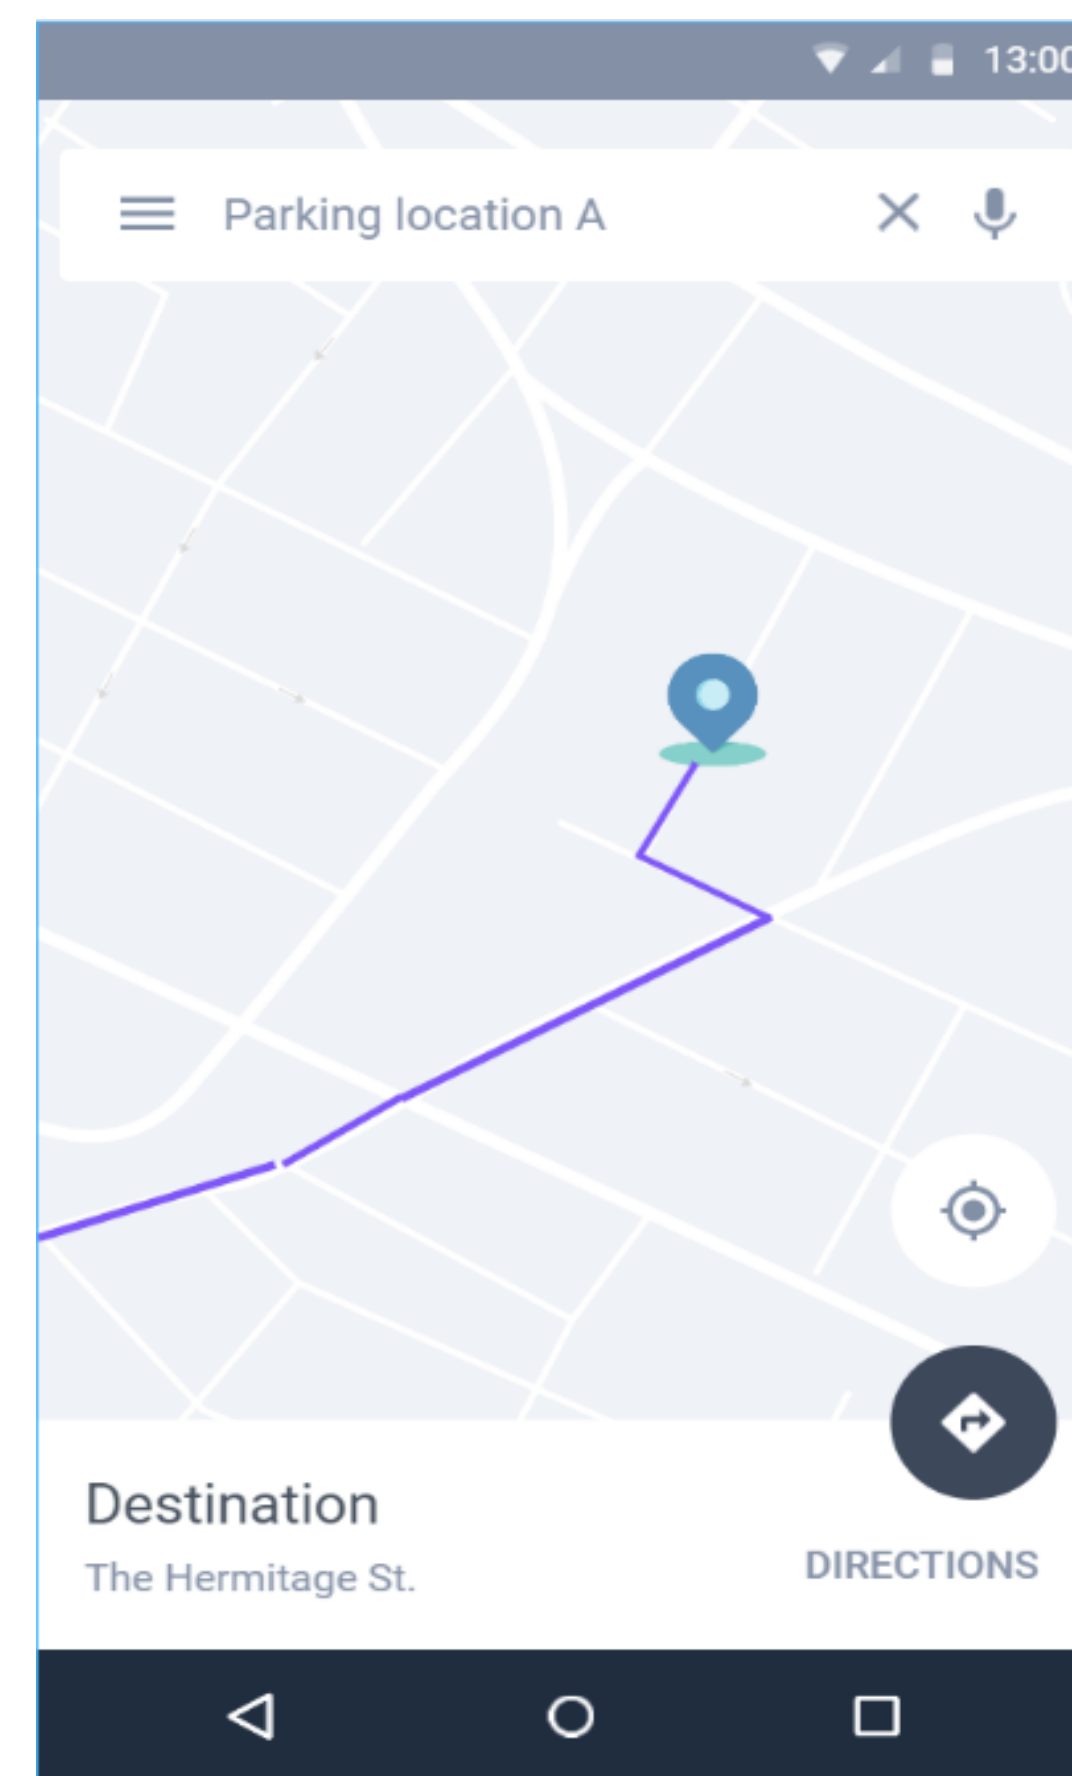 13:00
Parking location A
Destination
The Hermitage St.
DIRECTIONS